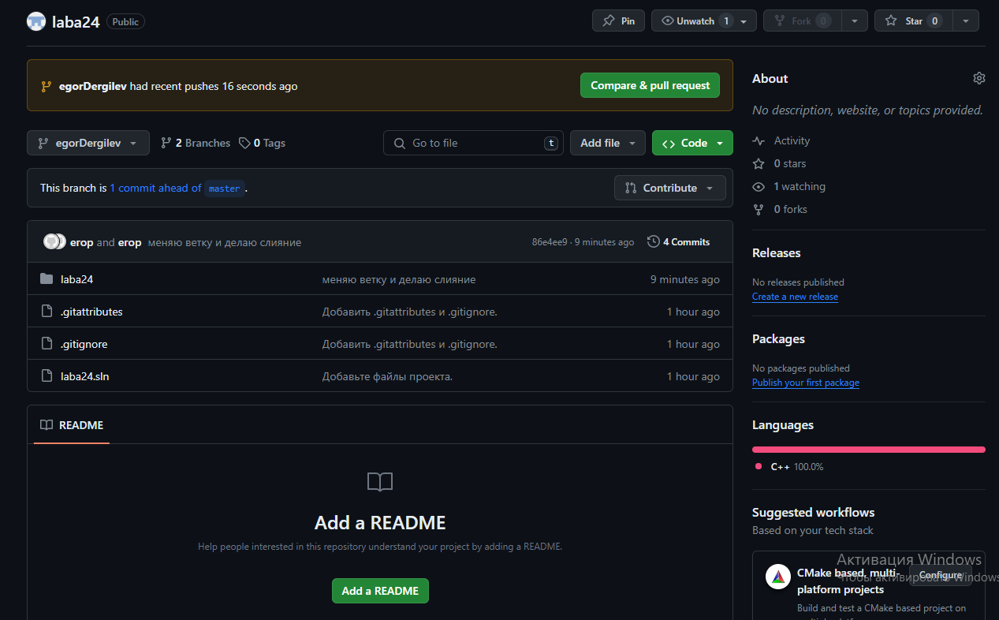 laba24 Public Pin Unwatch 1 Fork 0 Star 0
egorDergilev had recent pushes 16 seconds ago Compare & pull request
egorDergilev 2 Branches 0 Tags Go to file t Add file Code
This branch is 1 commit ahead of master . Contribute
егор and егор меняю ветку и делаю слияние 86e4ee9 · 9 minutes ago 4 Commits
laba24 меняю ветку и делаю слияние 9 minutes ago
.gitattributes Добавить .gitattributes и .gitignore. 1 hour ago
.gitignore Добавить .gitattributes и .gitignore. 1 hour ago
laba24.sln Добавьте файлы проекта. 1 hour ago
README
Add a README
Help people interested in this repository understand your project by adding a README.
Add a README
About
No description, website, or topics provided.
Activity
0 stars
1 watching
0 forks
Releases
No releases published
Create a new release
Packages
No packages published
Publish your first package
Languages
C++ 100.0%
Suggested workflows
Based on your tech stack
Активация Windows
CMake based, multi- Configure
Чтобы активировать Windows
platform projects
Build and test a CMake based project on